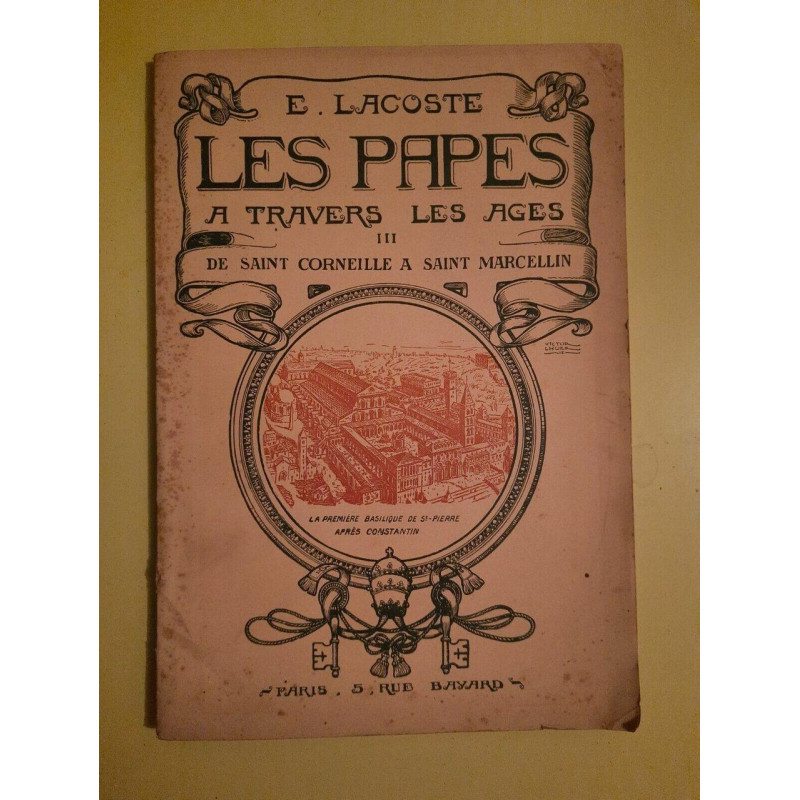 E. LACOSTE
LES PAPES
A TRAVERS LES AGES
III
DE SAINT CORNEILLE A SAINT MARCELLIN
VICTOR
LA PREMIÈRE BASILIQUE DE St-PIERRE
APRÈS CONSTANTIN
PARIS . 5, RUE BAYARD